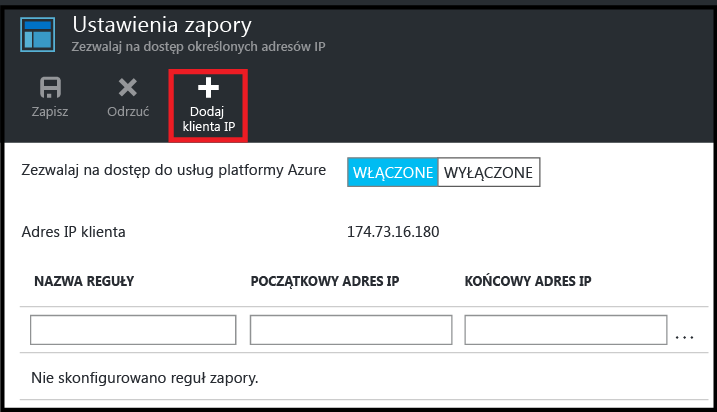 Ustawienia zapory
Zezwalaj na dostęp określonych adresów IP
Zapisz
Odrzuć
Dodaj
klienta IP
Zezwalaj na dostęp do usług platformy Azure
WŁĄCZONE WYŁĄCZONE
Adres IP klienta 174.73.16.180
NAZWA REGUŁY POCZĄTKOWY ADRES IP KOŃCOWY ADRES IP
...
Nie skonfigurowano reguł zapory.